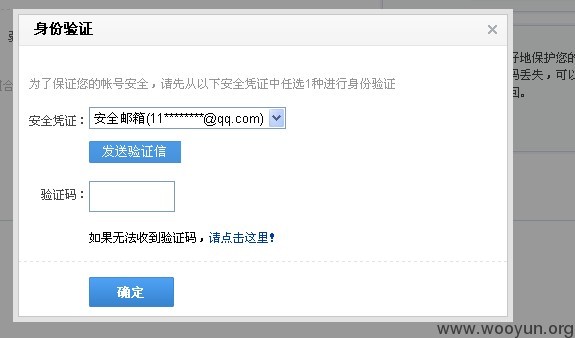 身份验证
为了保证您的帐号安全，请先从以下安全凭证中任选1种进行身份验证
安全凭证：安全邮箱(11********@qq.com)
发送验证信
验证码：
如果无法收到验证码，请点击这里!
确定
好地保护您的
码丢失，可以
回。
www.wooyun.org